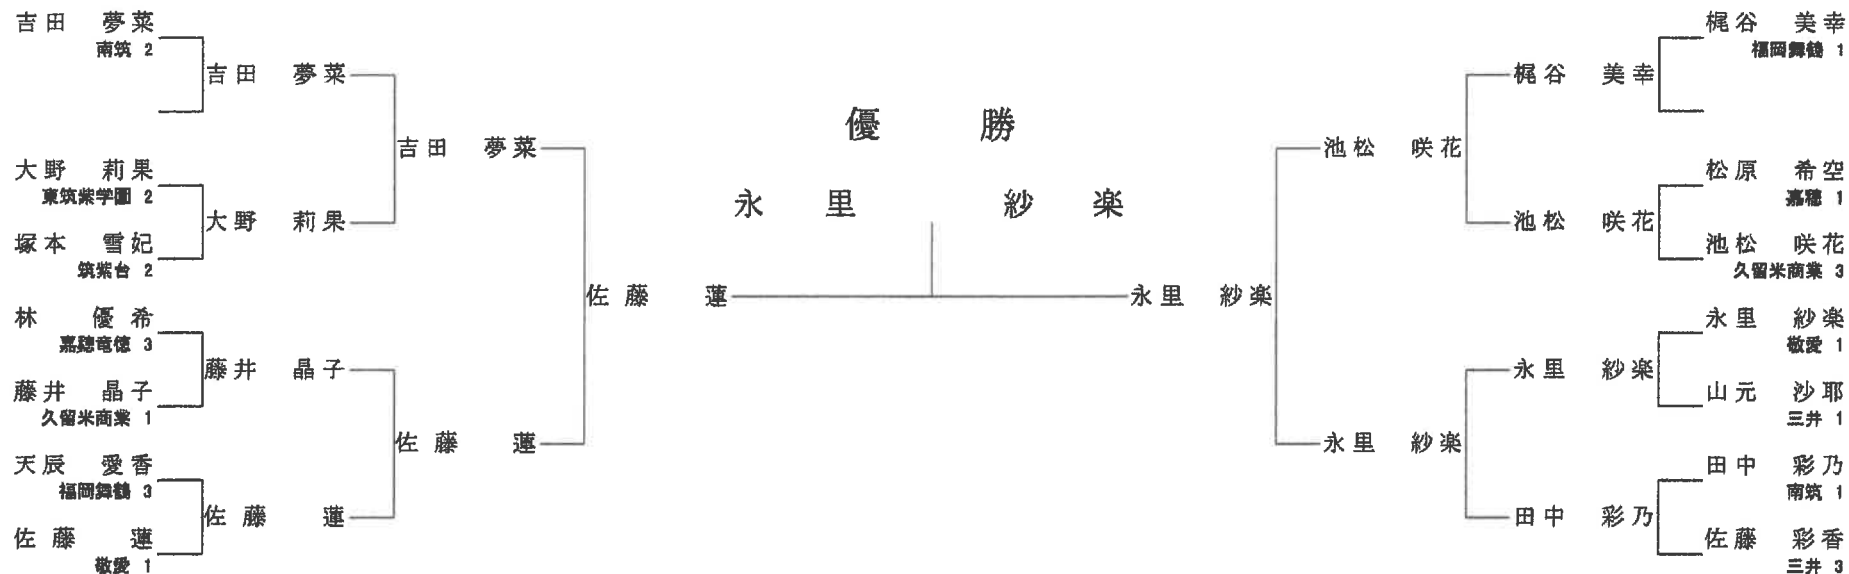 吉田 夢菜
南筑 2
大野 莉果
東筑紫学園 2
塚本 雪妃
筑紫台 2
林 優希
嘉穂竜徳 3
藤井 晶子
久留米商業 1
天辰 愛香
福岡舞鶴 3
佐藤 蓮
敬愛 1
吉田 夢菜
大野 莉果
藤井 晶子
佐藤 蓮
吉田 夢菜
佐藤 蓮
佐藤 蓮
優勝
永里 紗楽
永里 紗楽
池松 咲花
永里 紗楽
梶谷 美幸
池松 咲花
永里 紗楽
田中 彩乃
梶谷 美幸
福岡舞鶴 1
松原 希空
嘉穂 1
池松 咲花
久留米商業 3
永里 紗楽
敬愛 1
山元 沙耶
三井 1
田中 彩乃
南筑 1
佐藤 彩香
三井 3